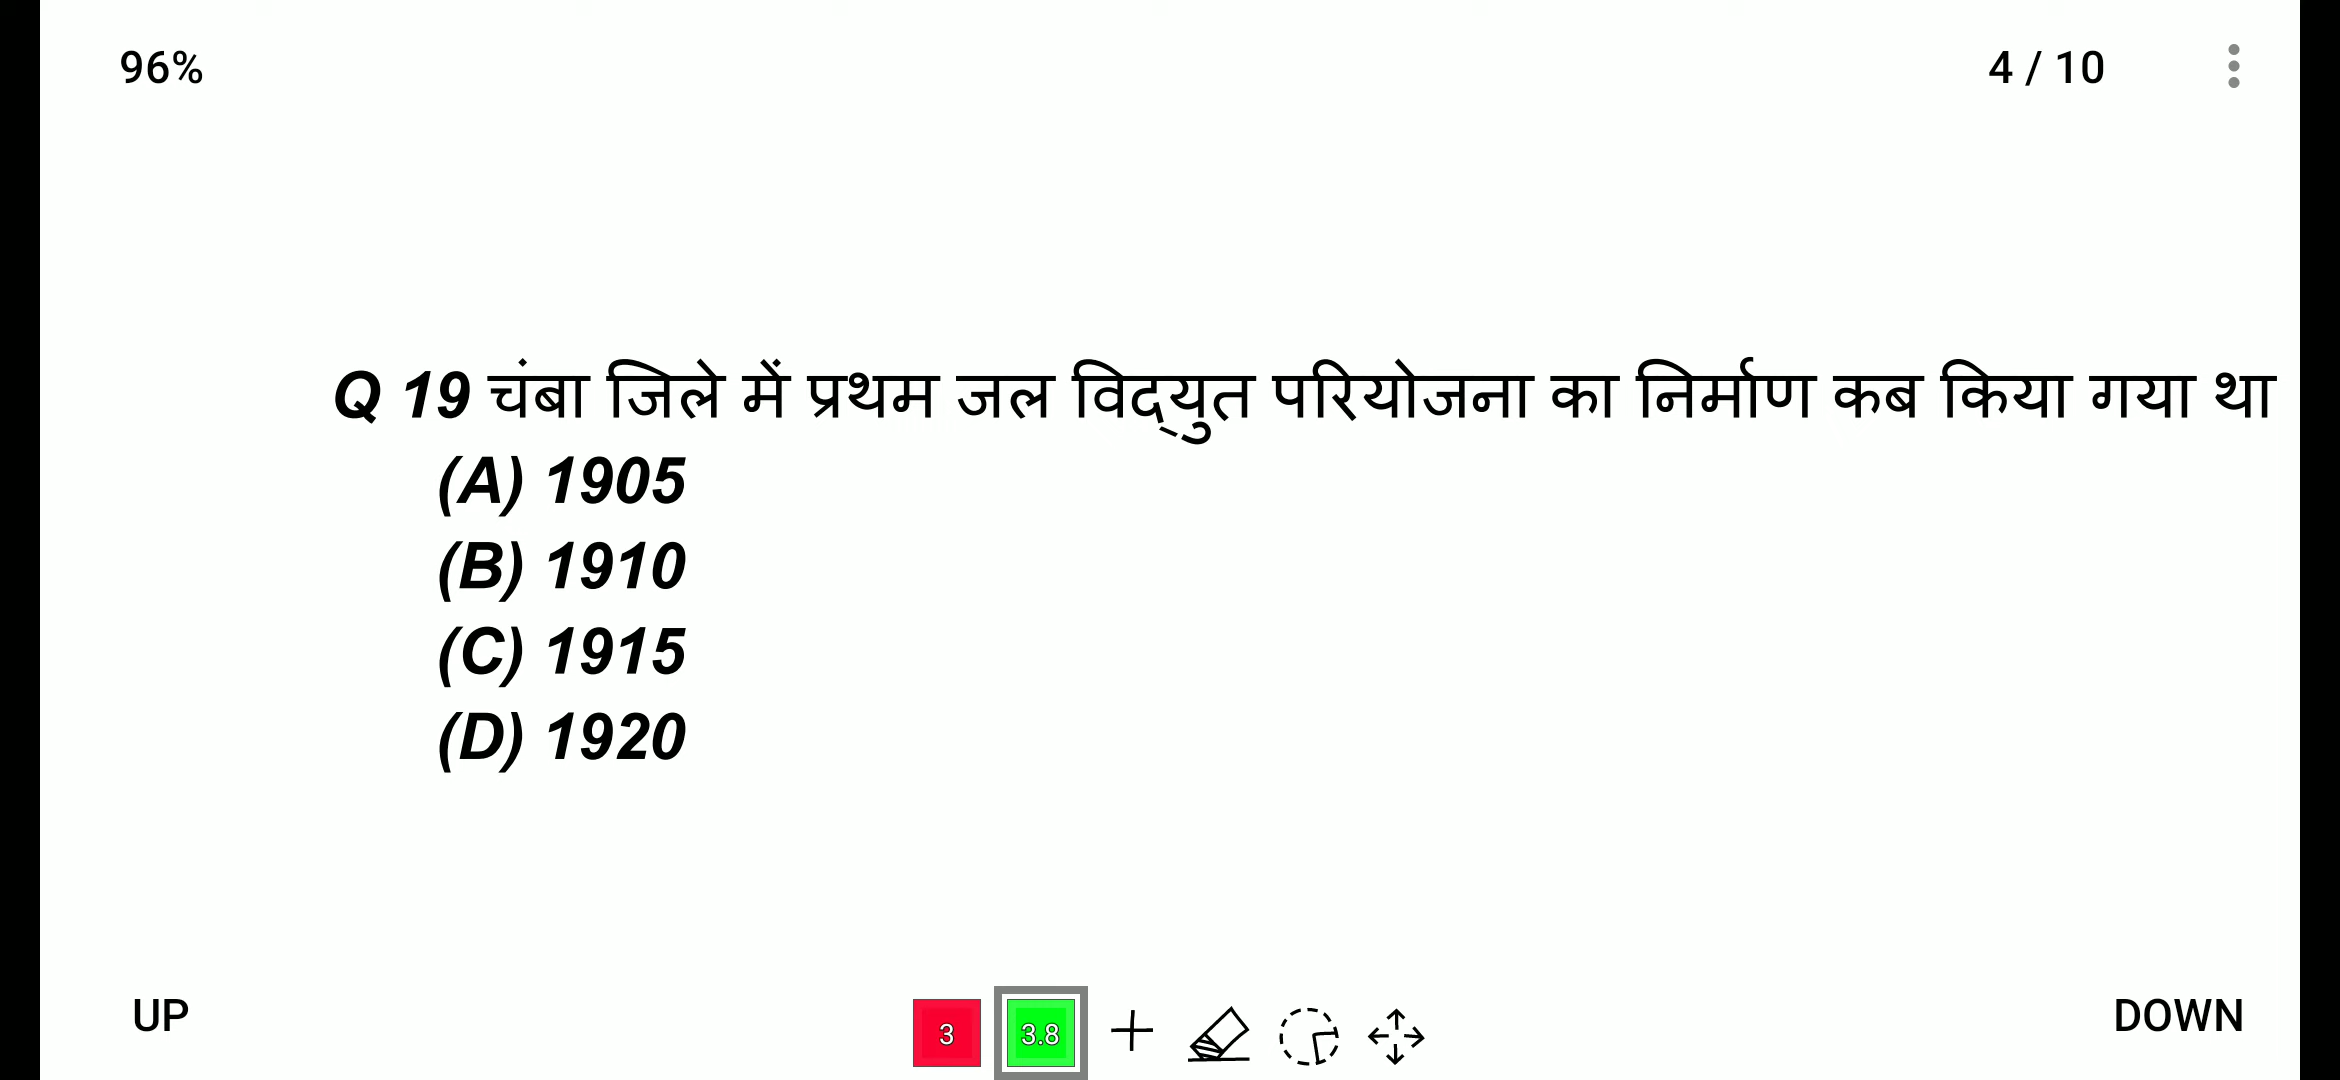 96%
4 / 10
Q 19 चंबा जिले में प्रथम जल विद्युत परियोजना का निर्माण कब किया गया था
(A) 1905
(B) 1910
(C) 1915
(D) 1920
UP
3
3.8
DOWN